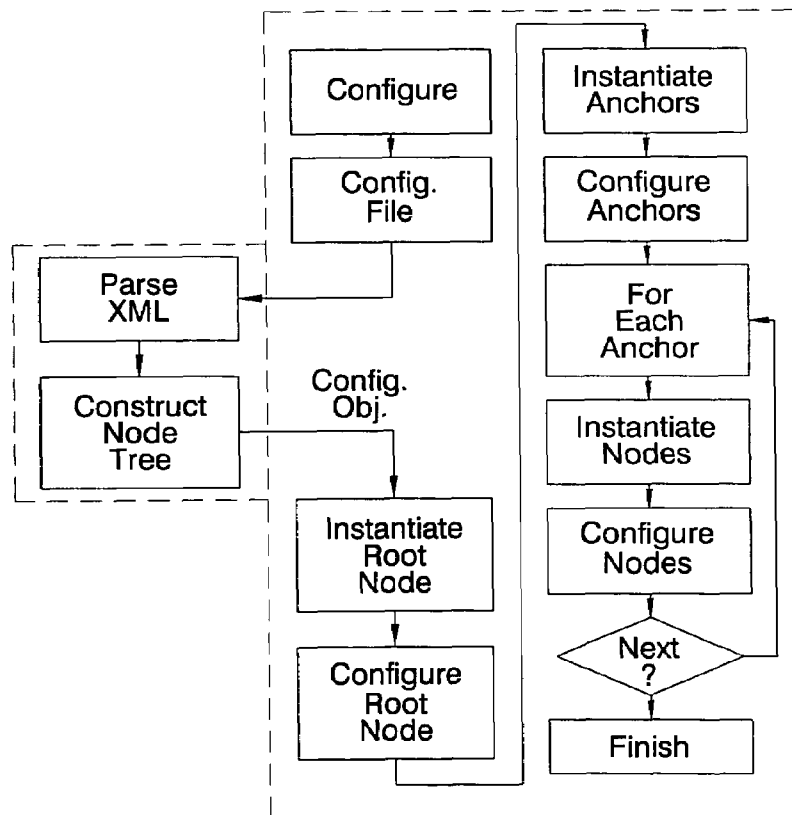 Configure
Config.
File
Parse
XML
Construct
Node
Tree
Config.
Obj.
Instantiate
Root
Node
Configure
Root
Node
Instantiate
Anchors
Configure
Anchors
For
Each
Anchor
Instantiate
Nodes
Configure
Nodes
Next
?
Finish